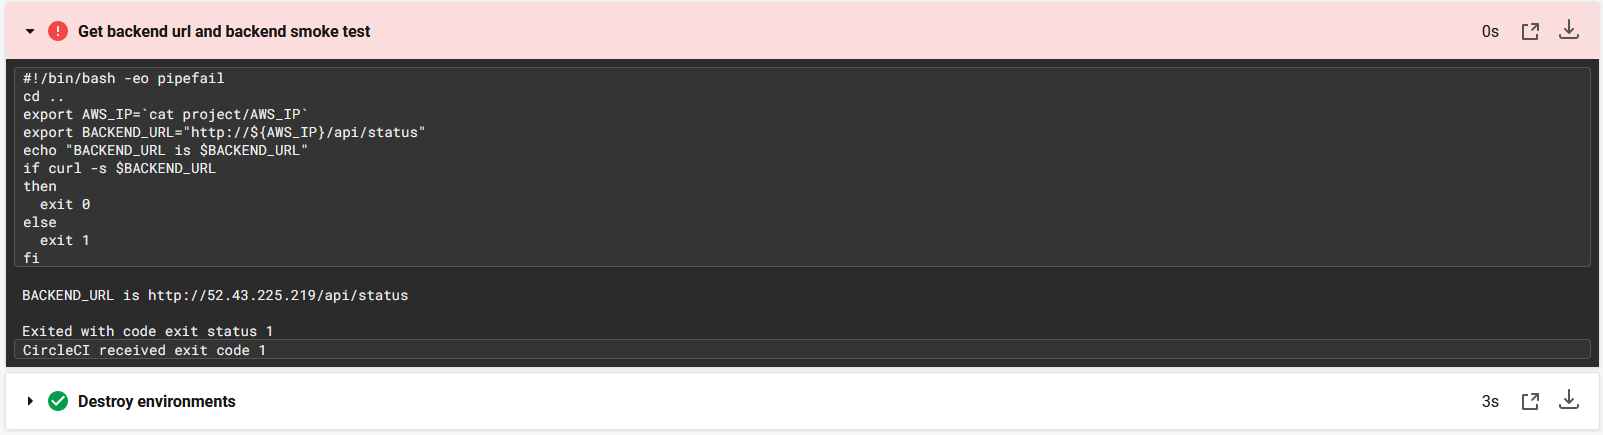 Get backend url and backend smoke test
0s
#!/bin/bash -eo pipefail
cd ..
export AWS_IP=`cat project/AWS_IP`
export BACKEND_URL="http://${AWS_IP}/api/status"
echo "BACKEND_URL is $BACKEND_URL"
if curl -s $BACKEND_URL
then
  exit 0
else
  exit 1
fi
BACKEND_URL is http://52.43.225.219/api/status
Exited with code exit status 1
CircleCI received exit code 1
Destroy environments
3s